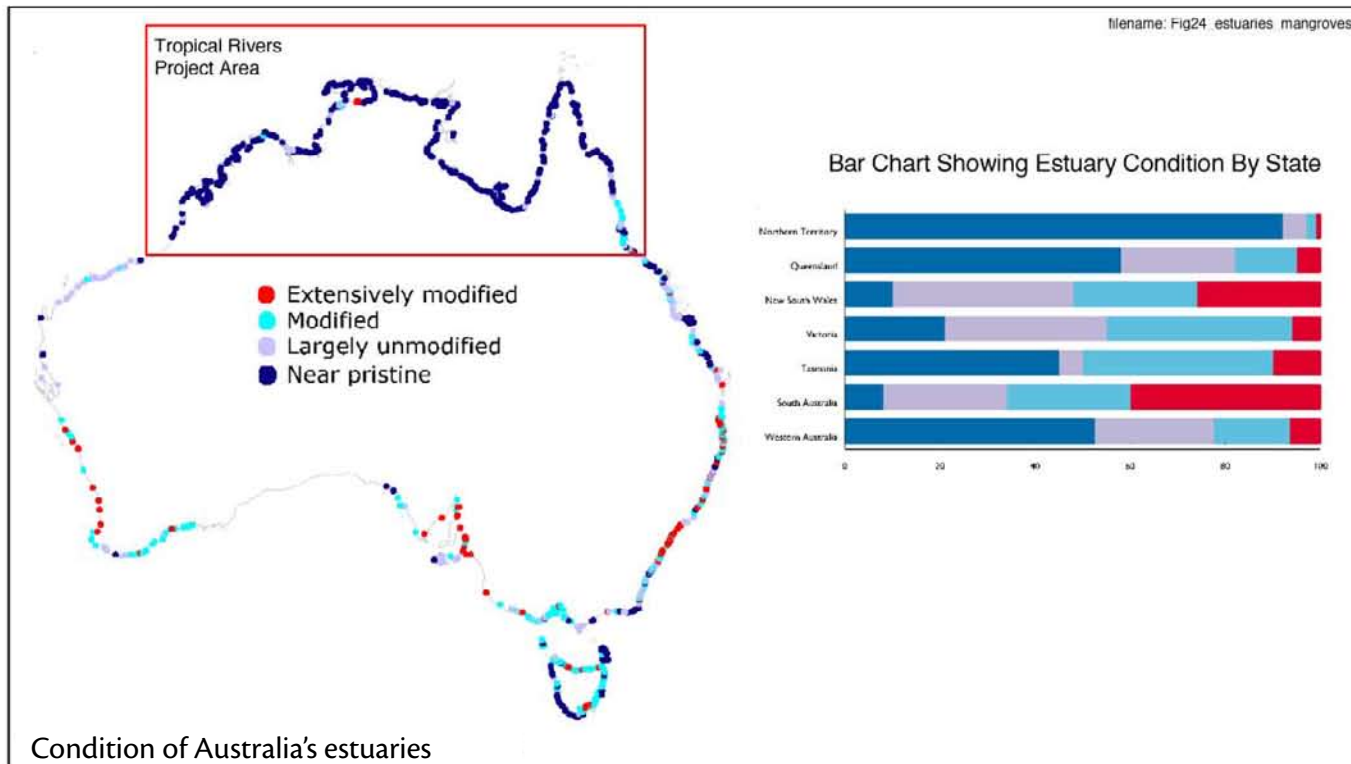 filename: Fig24_estuaries_mangroves
Tropical Rivers
Project Area
Extensively modified
Modified
Largely unmodified
Near pristine
Bar Chart Showing Estuary Condition By State
Northern Territory
Queensland
New South Wales
Victoria
Tasmania
South Australia
Western Australia
0 20 40 60 80 100
Condition of Australia's estuaries